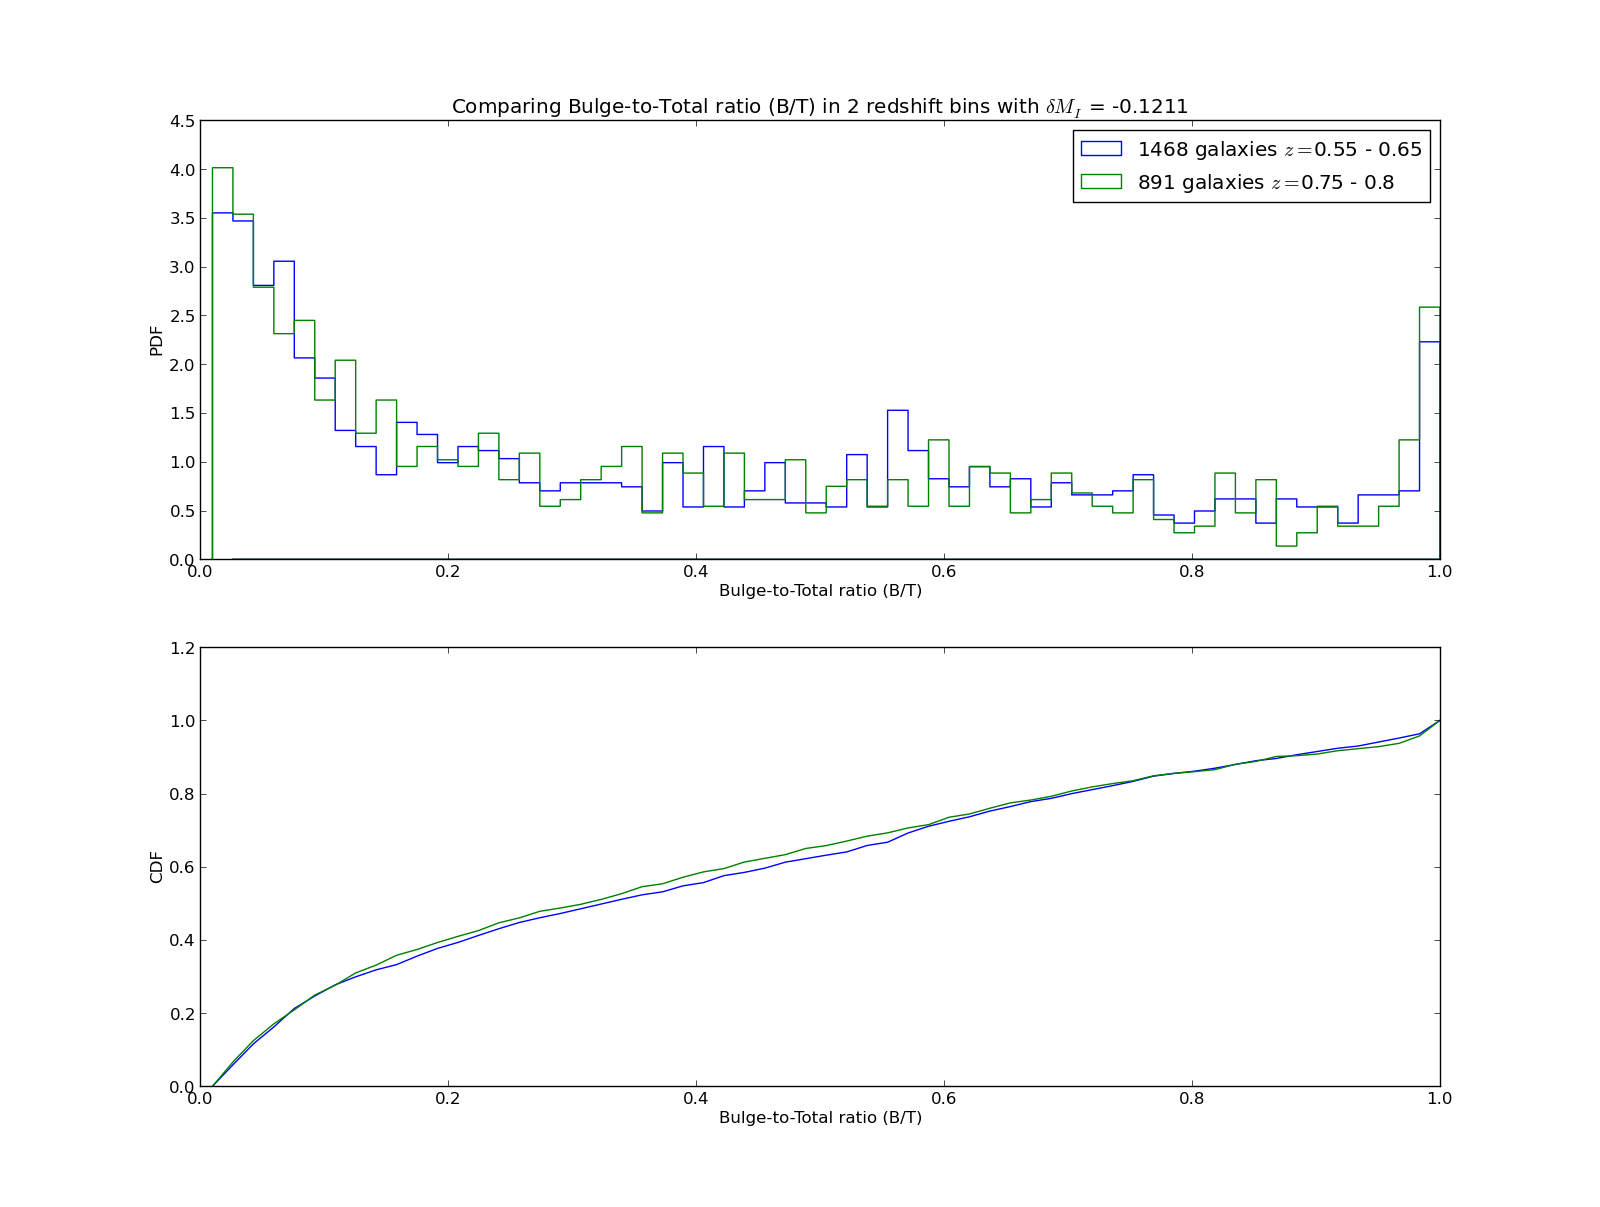 Comparing Bulge-to-Total ratio (B/T) in 2 redshift bins with δM_I = -0.1211
4.5
4.0
3.5
3.0
2.5
2.0
1.5
1.0
0.5
0.0
PDF
1468 galaxies z=0.55 - 0.65
891 galaxies z=0.75 - 0.8
0.0 0.2 0.4 0.6 0.8 1.0
Bulge-to-Total ratio (B/T)
1.2
1.0
0.8
0.6
0.4
0.2
0.0
CDF
0.0 0.2 0.4 0.6 0.8 1.0
Bulge-to-Total ratio (B/T)